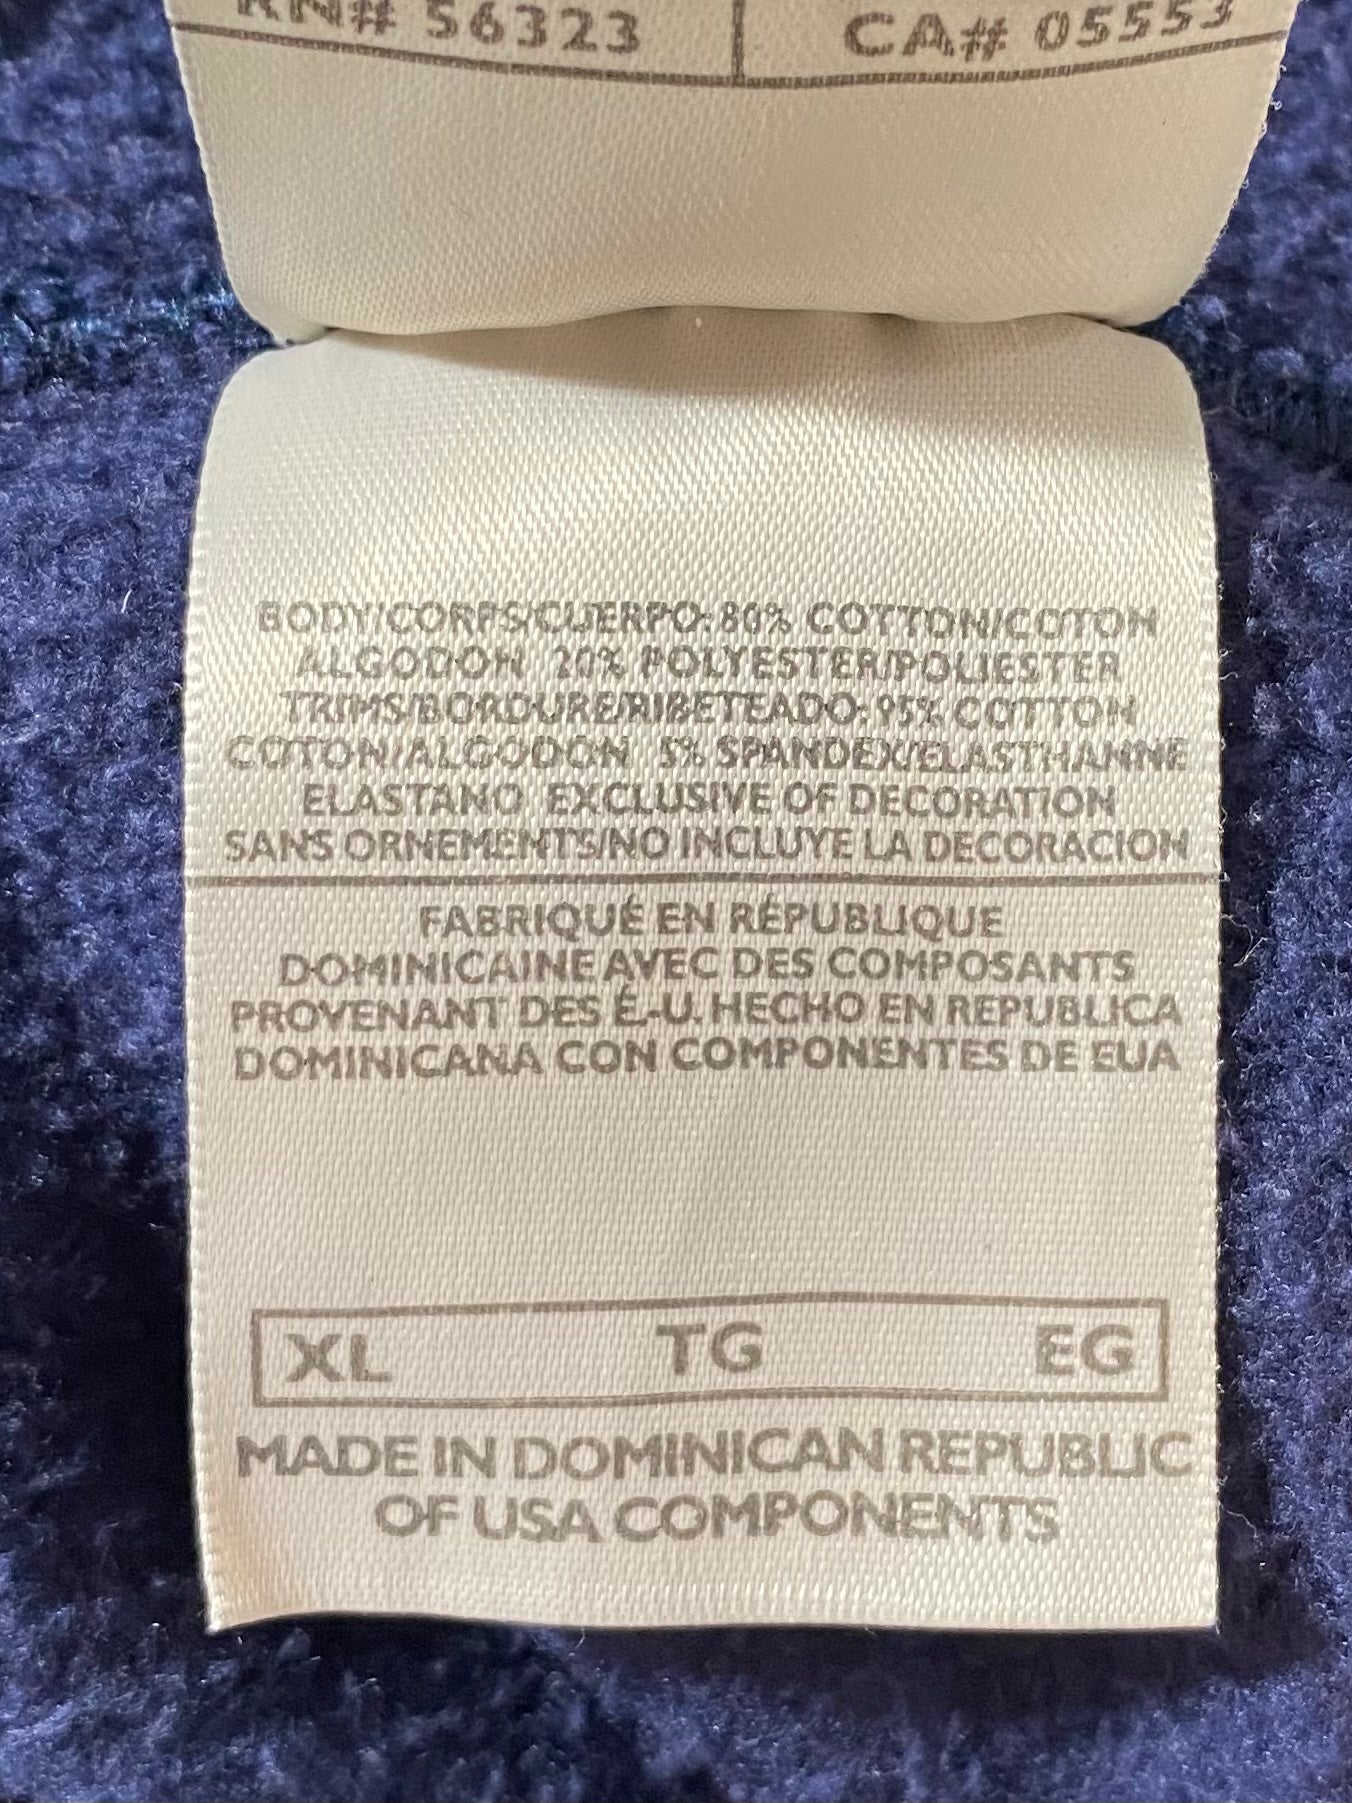 RN# 56323 CA# 05553
BODY/CORPS/CUERPO: 80% COTTON/COTON
ALGODON 20% POLYESTER/POLIESTER
TRIMS/BORDURE/RIBETEADO: 95% COTTON
COTON/ALGODON 5% SPANDEX/ELASTHANNE
ELASTANO EXCLUSIVE OF DECORATION
SANS ORNEMENTS/NO INCLUYE LA DECORACION
FABRIQUÉ EN RÉPUBLIQUE
DOMINICAINE AVEC DES COMPOSANTS
PROVENANT DES É.-U. HECHO EN REPUBLICA
DOMINICANA CON COMPONENTES DE EUA
XL TG EG
MADE IN DOMINICAN REPUBLIC
OF USA COMPONENTS